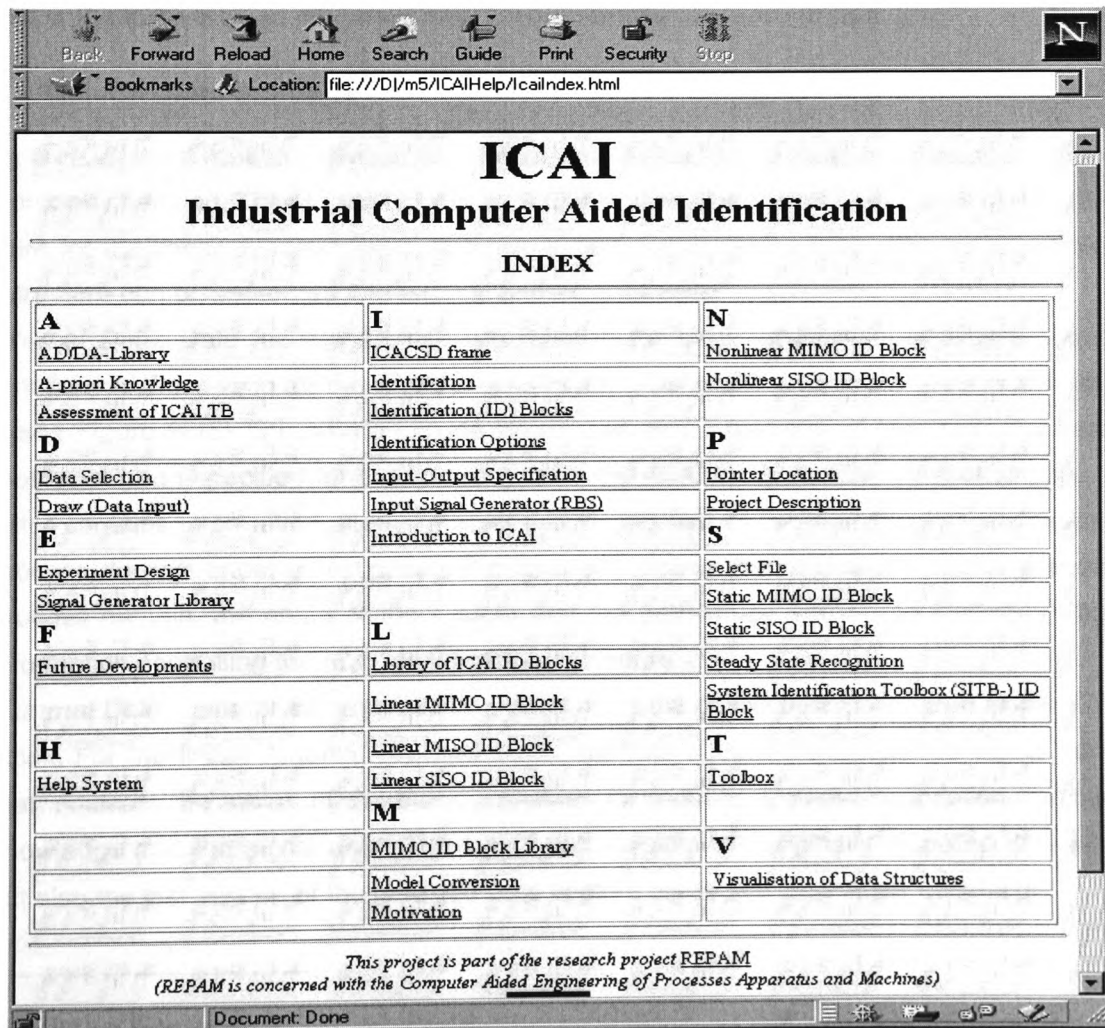 Back Forward Reload Home Search Guide Print Security Stop
N
Bookmarks Location: file:///D|/m5/ICAIHelp/IcaiIndex.html
ICAI
Industrial Computer Aided Identification
INDEX
A I N
AD/DA-Library ICACSD frame Nonlinear MIMO ID Block
A-priori Knowledge Identification Nonlinear SISO ID Block
Assessment of ICAI TB Identification (ID) Blocks
D Identification Options P
Data Selection Input-Output Specification Pointer Location
Draw (Data Input) Input Signal Generator (RBS) Project Description
E Introduction to ICAI S
Experiment Design Select File
Signal Generator Library Static MIMO ID Block
F L Static SISO ID Block
Future Developments Library of ICAI ID Blocks Steady State Recognition
Linear MIMO ID Block System Identification Toolbox (SITB-) ID
Block
H Linear MISO ID Block T
Help System Linear SISO ID Block Toolbox
M
MIMO ID Block Library V
Model Conversion Visualisation of Data Structures
Motivation
This project is part of the research project REPAM
(REPAM is concerned with the Computer Aided Engineering of Processes Apparatus and Machines)
Document: Done